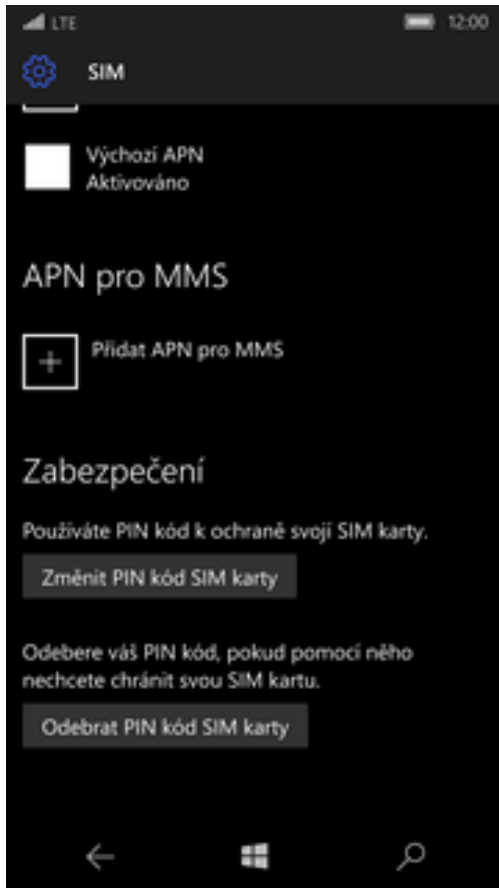 LTE 12:00
SIM
Výchozí APN
Aktivováno
APN pro MMS
Přidat APN pro MMS
Zabezpečení
Používáte PIN kód k ochraně svojí SIM karty.
Změnit PIN kód SIM karty
Odebere váš PIN kód, pokud pomocí něho
nechcete chránit svou SIM kartu.
Odebrat PIN kód SIM karty